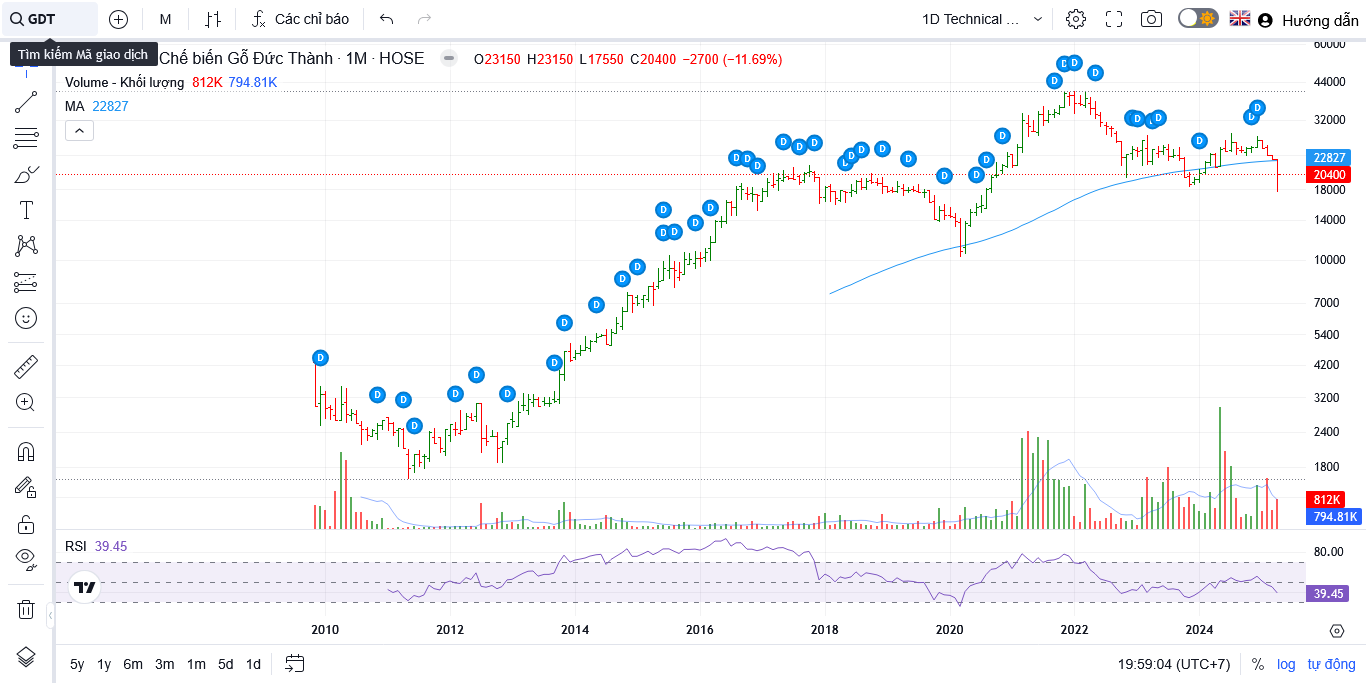 GDT
M
Các chỉ báo
1D Technical ...
Hướng dẫn
Tìm kiếm Mã giao dịch
Chế biến Gỗ Đức Thành · 1M · HOSE
O23150 H23150 L17550 C20400 −2700 (−11.69%)
Volume - Khối lượng 812K 794.81K
MA 22827
60000
44000
32000
22827
20400
18000
14000
10000
7000
5400
4200
3200
2400
1800
812K
794.81K
D D D D D D D D D D D D D D D D D D D D D D D D D D D D D D D D D D D D D D D D D D D D D
RSI 39.45
80.00
39.45
2010 2012 2014 2016 2018 2020 2022 2024
5y 1y 6m 3m 1m 5d 1d
19:59:04 (UTC+7) % log tự động